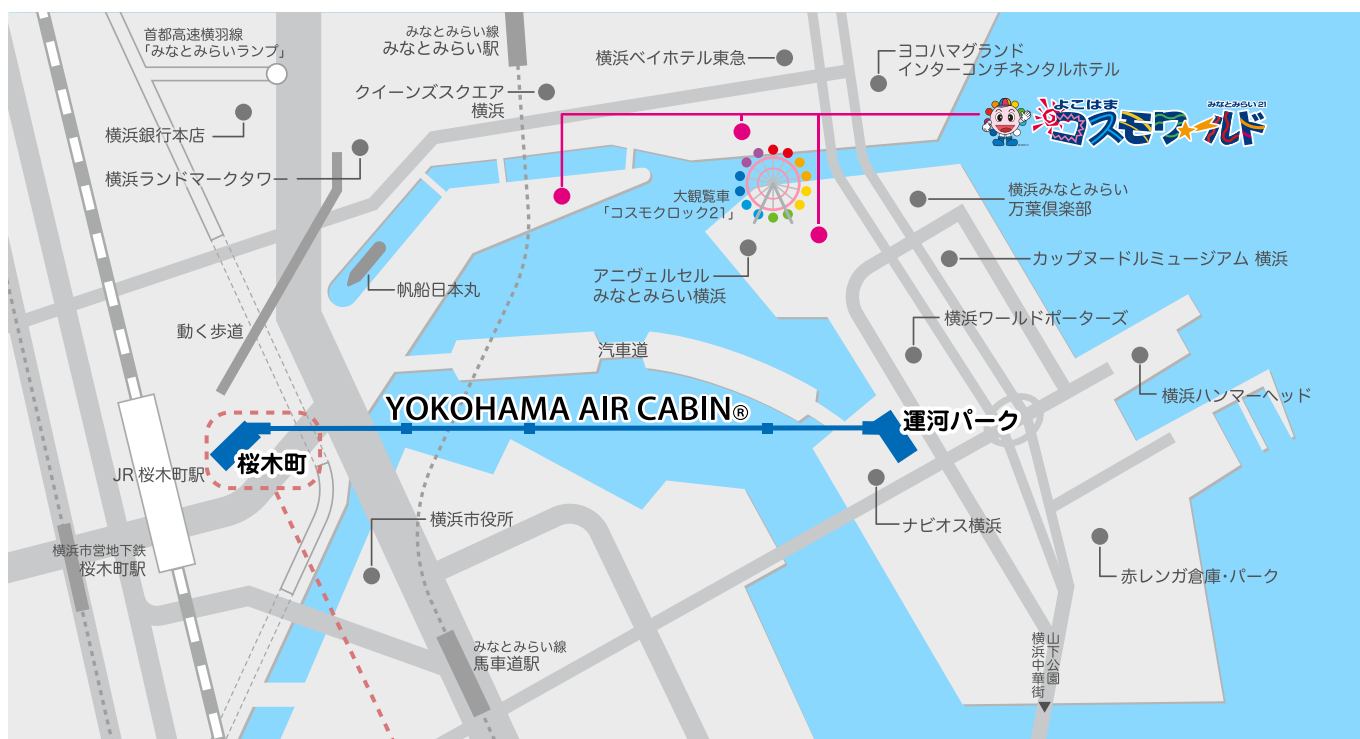 首都高速横羽線
「みなとみらいランプ」
みなとみらい線
みなとみらい駅
横浜ベイホテル東急
ヨコハマグランド
インターコンチネンタルホテル
クイーンズスクエア
横浜
よこはま
みなとみらい21
コスモワールド
横浜銀行本店
横浜ランドマークタワー
大観覧車
「コスモクロック21」
横浜みなとみらい
万葉倶楽部
カップヌードルミュージアム 横浜
アニヴェルセル
みなとみらい横浜
帆船日本丸
動く歩道
汽車道
横浜ワールドポーターズ
横浜ハンマーヘッド
YOKOHAMA AIR CABIN®
運河パーク
桜木町
JR 桜木町駅
横浜市役所
ナビオス横浜
横浜市営地下鉄
桜木町駅
赤レンガ倉庫・パーク
みなとみらい線
馬車道駅
山下公園
横浜中華街